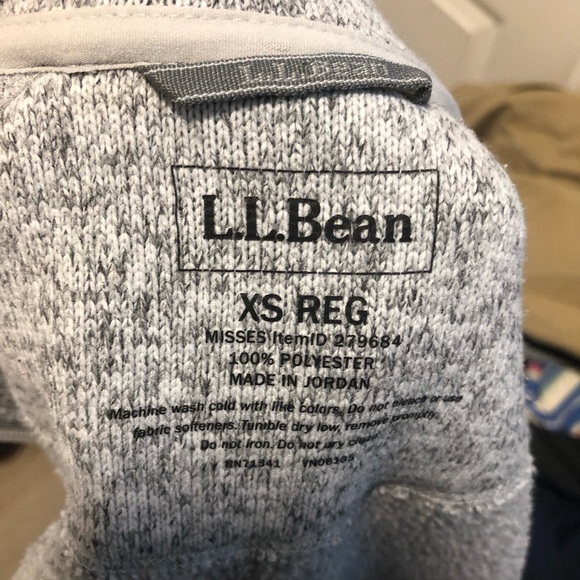 L.L.Bean
L.L.Bean
XS REG
MISSES ItemID 279684
100% POLYESTER
MADE IN JORDAN
Machine wash cold with like colors. Do not bleach or use
fabric softeners. Tumble dry low, remove promptly.
Do not iron. Do not dry clean
RN71341